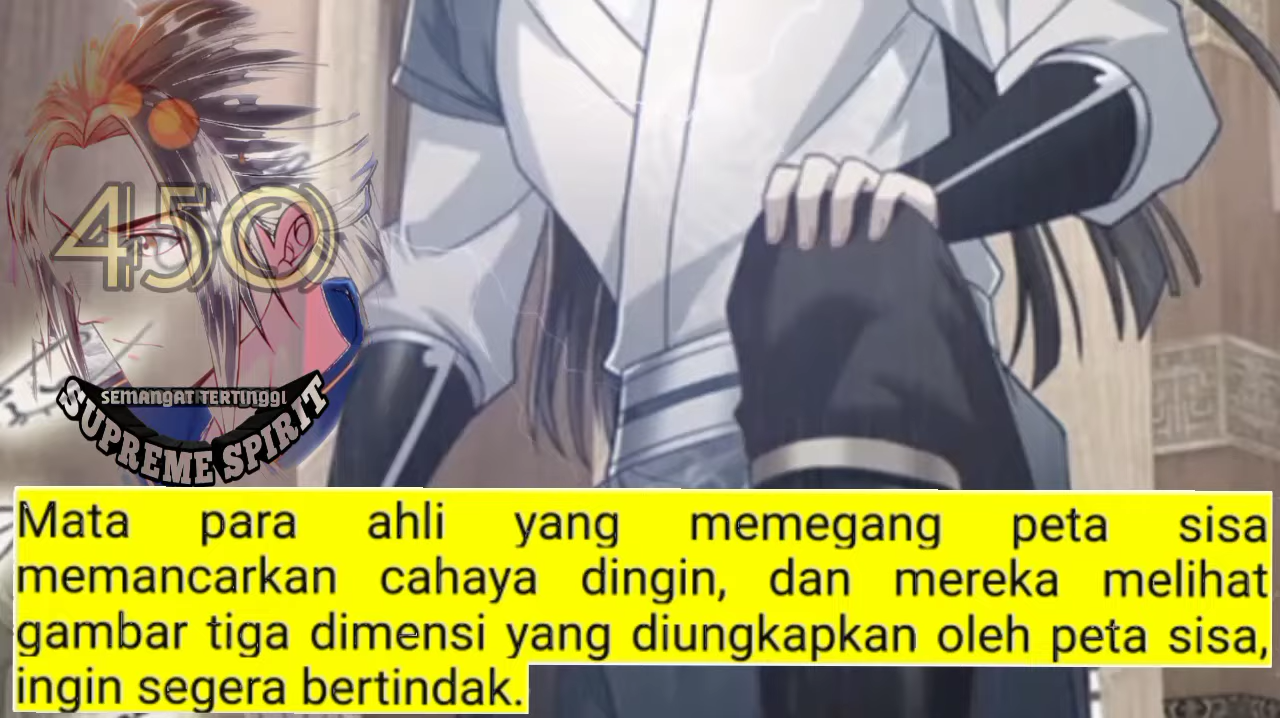 450
SEMANGAT TERTINGGI
SUPREME SPIRIT
Mata para ahli yang memegang peta sisa
memancarkan cahaya dingin, dan mereka melihat
gambar tiga dimensi yang diungkapkan oleh peta sisa,
ingin segera bertindak.